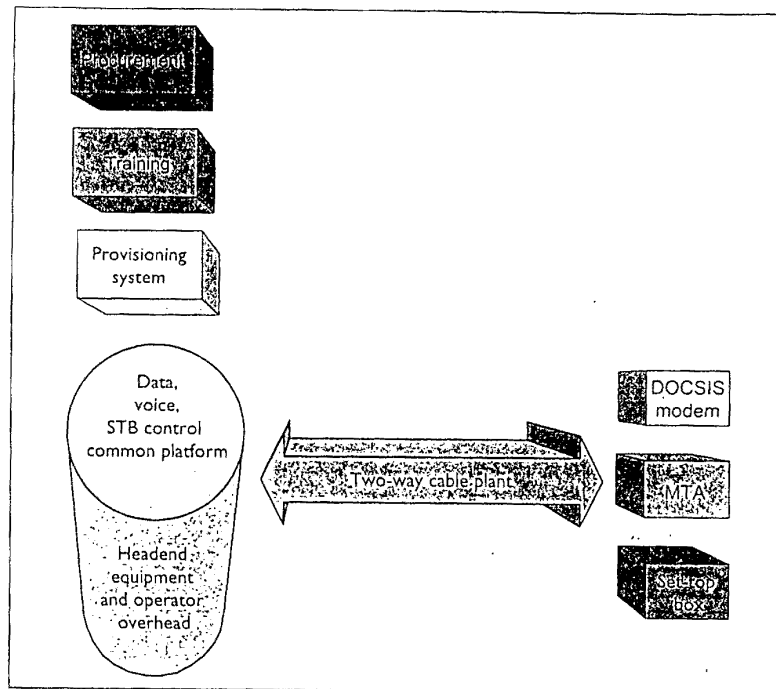 Procurement
Training
Provisioning
system
Data,
voice,
STB control
common platform
Headend
equipment
and operator
overhead
Two-way cable plant
DOCSIS
modem
MTA
Set-top
box